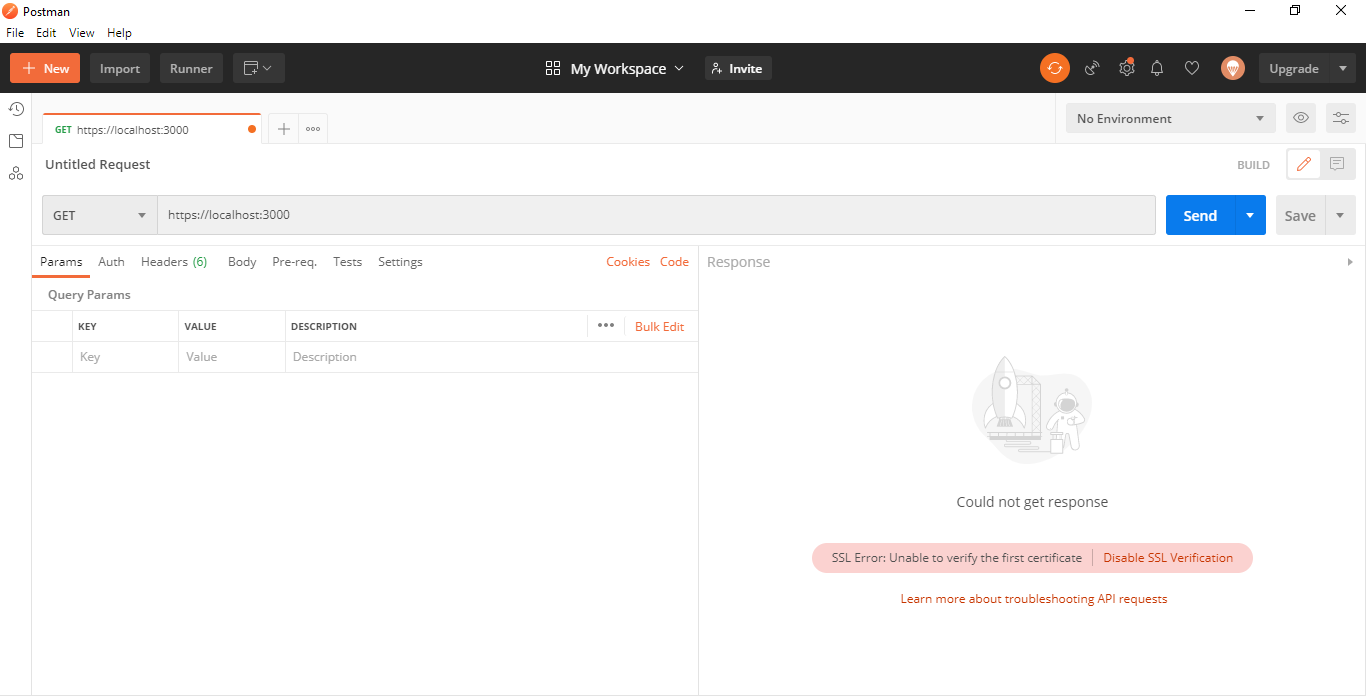 Postman
File Edit View Help
New Import Runner My Workspace Invite Upgrade
GET https://localhost:3000
No Environment
Untitled Request
BUILD
GET https://localhost:3000 Send Save
Params Auth Headers (6) Body Pre-req. Tests Settings Cookies Code
Response
Query Params
KEY VALUE DESCRIPTION Bulk Edit
Key Value Description
Could not get response
SSL Error: Unable to verify the first certificate Disable SSL Verification
Learn more about troubleshooting API requests